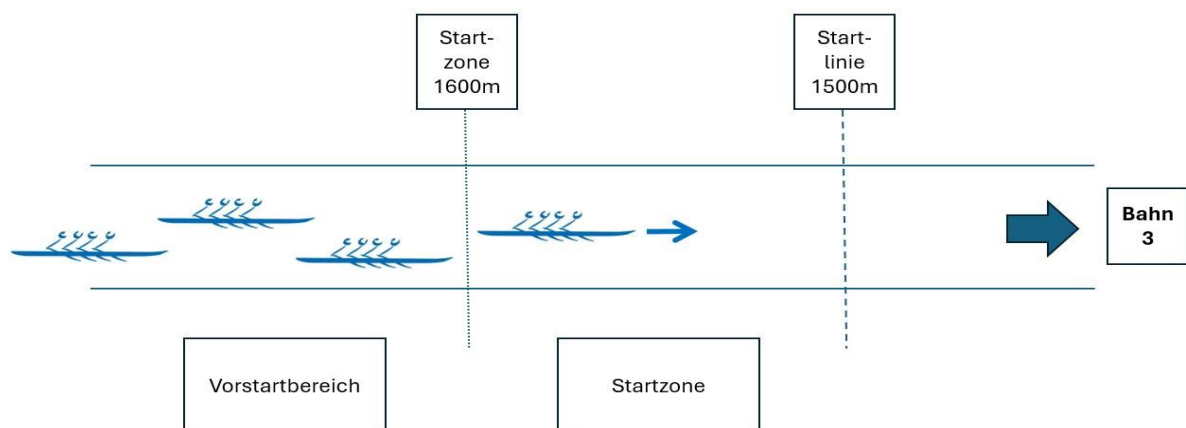 Start-
zone
1600m
Start-
linie
1500m
Bahn
3
Vorstartbereich
Startzone